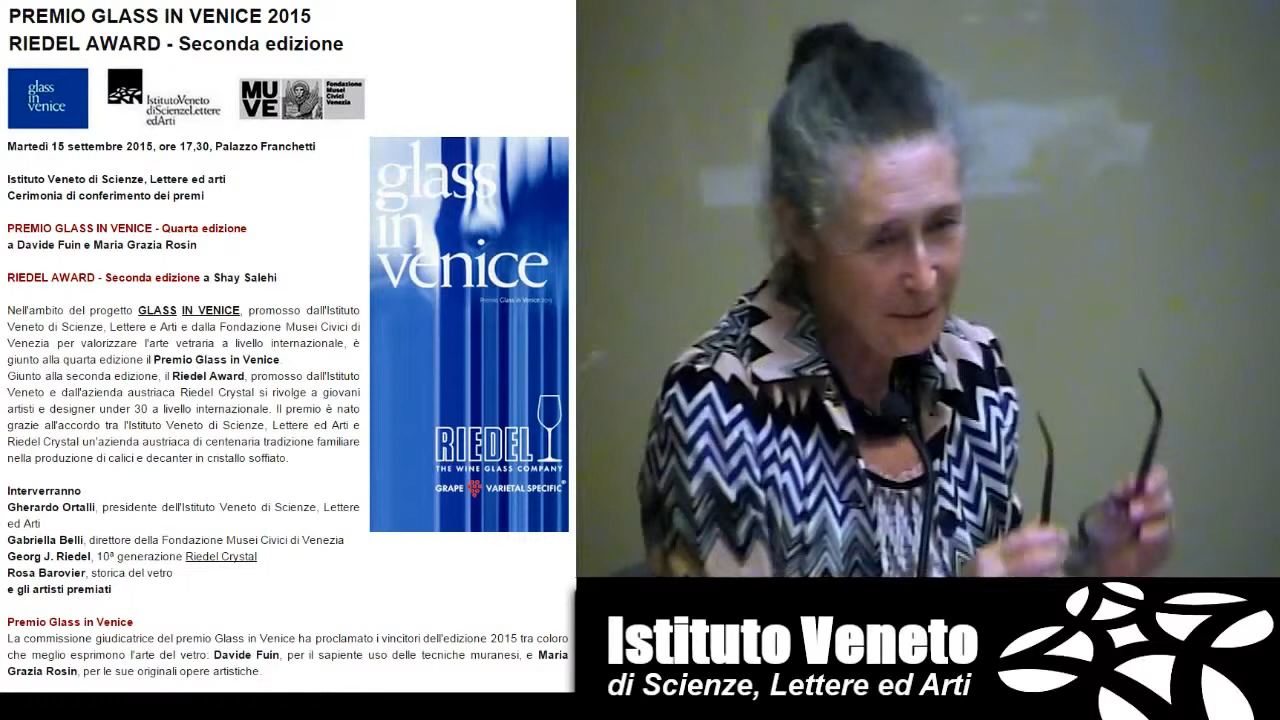 PREMIO GLASS IN VENICE 2015
RIEDEL AWARD - Seconda edizione
glass
in
venice
IstitutoVeneto
diScienzeLettere
edArti
MU
VE
Fondazione
Musei
Civici
Venezia
Martedì 15 settembre 2015, ore 17,30, Palazzo Franchetti
Istituto Veneto di Scienze, Lettere ed arti
Cerimonia di conferimento dei premi
PREMIO GLASS IN VENICE - Quarta edizione
a Davide Fuin e Maria Grazia Rosin
RIEDEL AWARD - Seconda edizione a Shay Salehi
Nell'ambito del progetto GLASS IN VENICE, promosso dall'Istituto
Veneto di Scienze, Lettere e Arti e dalla Fondazione Musei Civici di
Venezia per valorizzare l'arte vetraria a livello internazionale, è
giunto alla quarta edizione il Premio Glass in Venice.
Giunto alla seconda edizione, il Riedel Award, promosso dall'Istituto
Veneto e dall'azienda austriaca Riedel Crystal si rivolge a giovani
artisti e designer under 30 a livello internazionale. Il premio è nato
grazie all'accordo tra l'Istituto Veneto di Scienze, Lettere ed Arti e
Riedel Crystal un'azienda austriaca di centenaria tradizione familiare
nella produzione di calici e decanter in cristallo soffiato.
Interverranno
Gherardo Ortalli, presidente dell'Istituto Veneto di Scienze, Lettere
ed Arti
Gabriella Belli, direttore della Fondazione Musei Civici di Venezia
Georg J. Riedel, 10ª generazione Riedel Crystal
Rosa Barovier, storica del vetro
e gli artisti premiati
Premio Glass in Venice
La commissione giudicatrice del premio Glass in Venice ha proclamato i vincitori dell'edizione 2015 tra coloro
che meglio esprimono l'arte del vetro: Davide Fuin, per il sapiente uso delle tecniche muranesi, e Maria
Grazia Rosin, per le sue originali opere artistiche.
glass
in
venice
Premio Glass in Venice 2015
RIEDEL
THE WINE GLASS COMPANY
GRAPE VARIETAL SPECIFIC®
Istituto Veneto
di Scienze, Lettere ed Arti